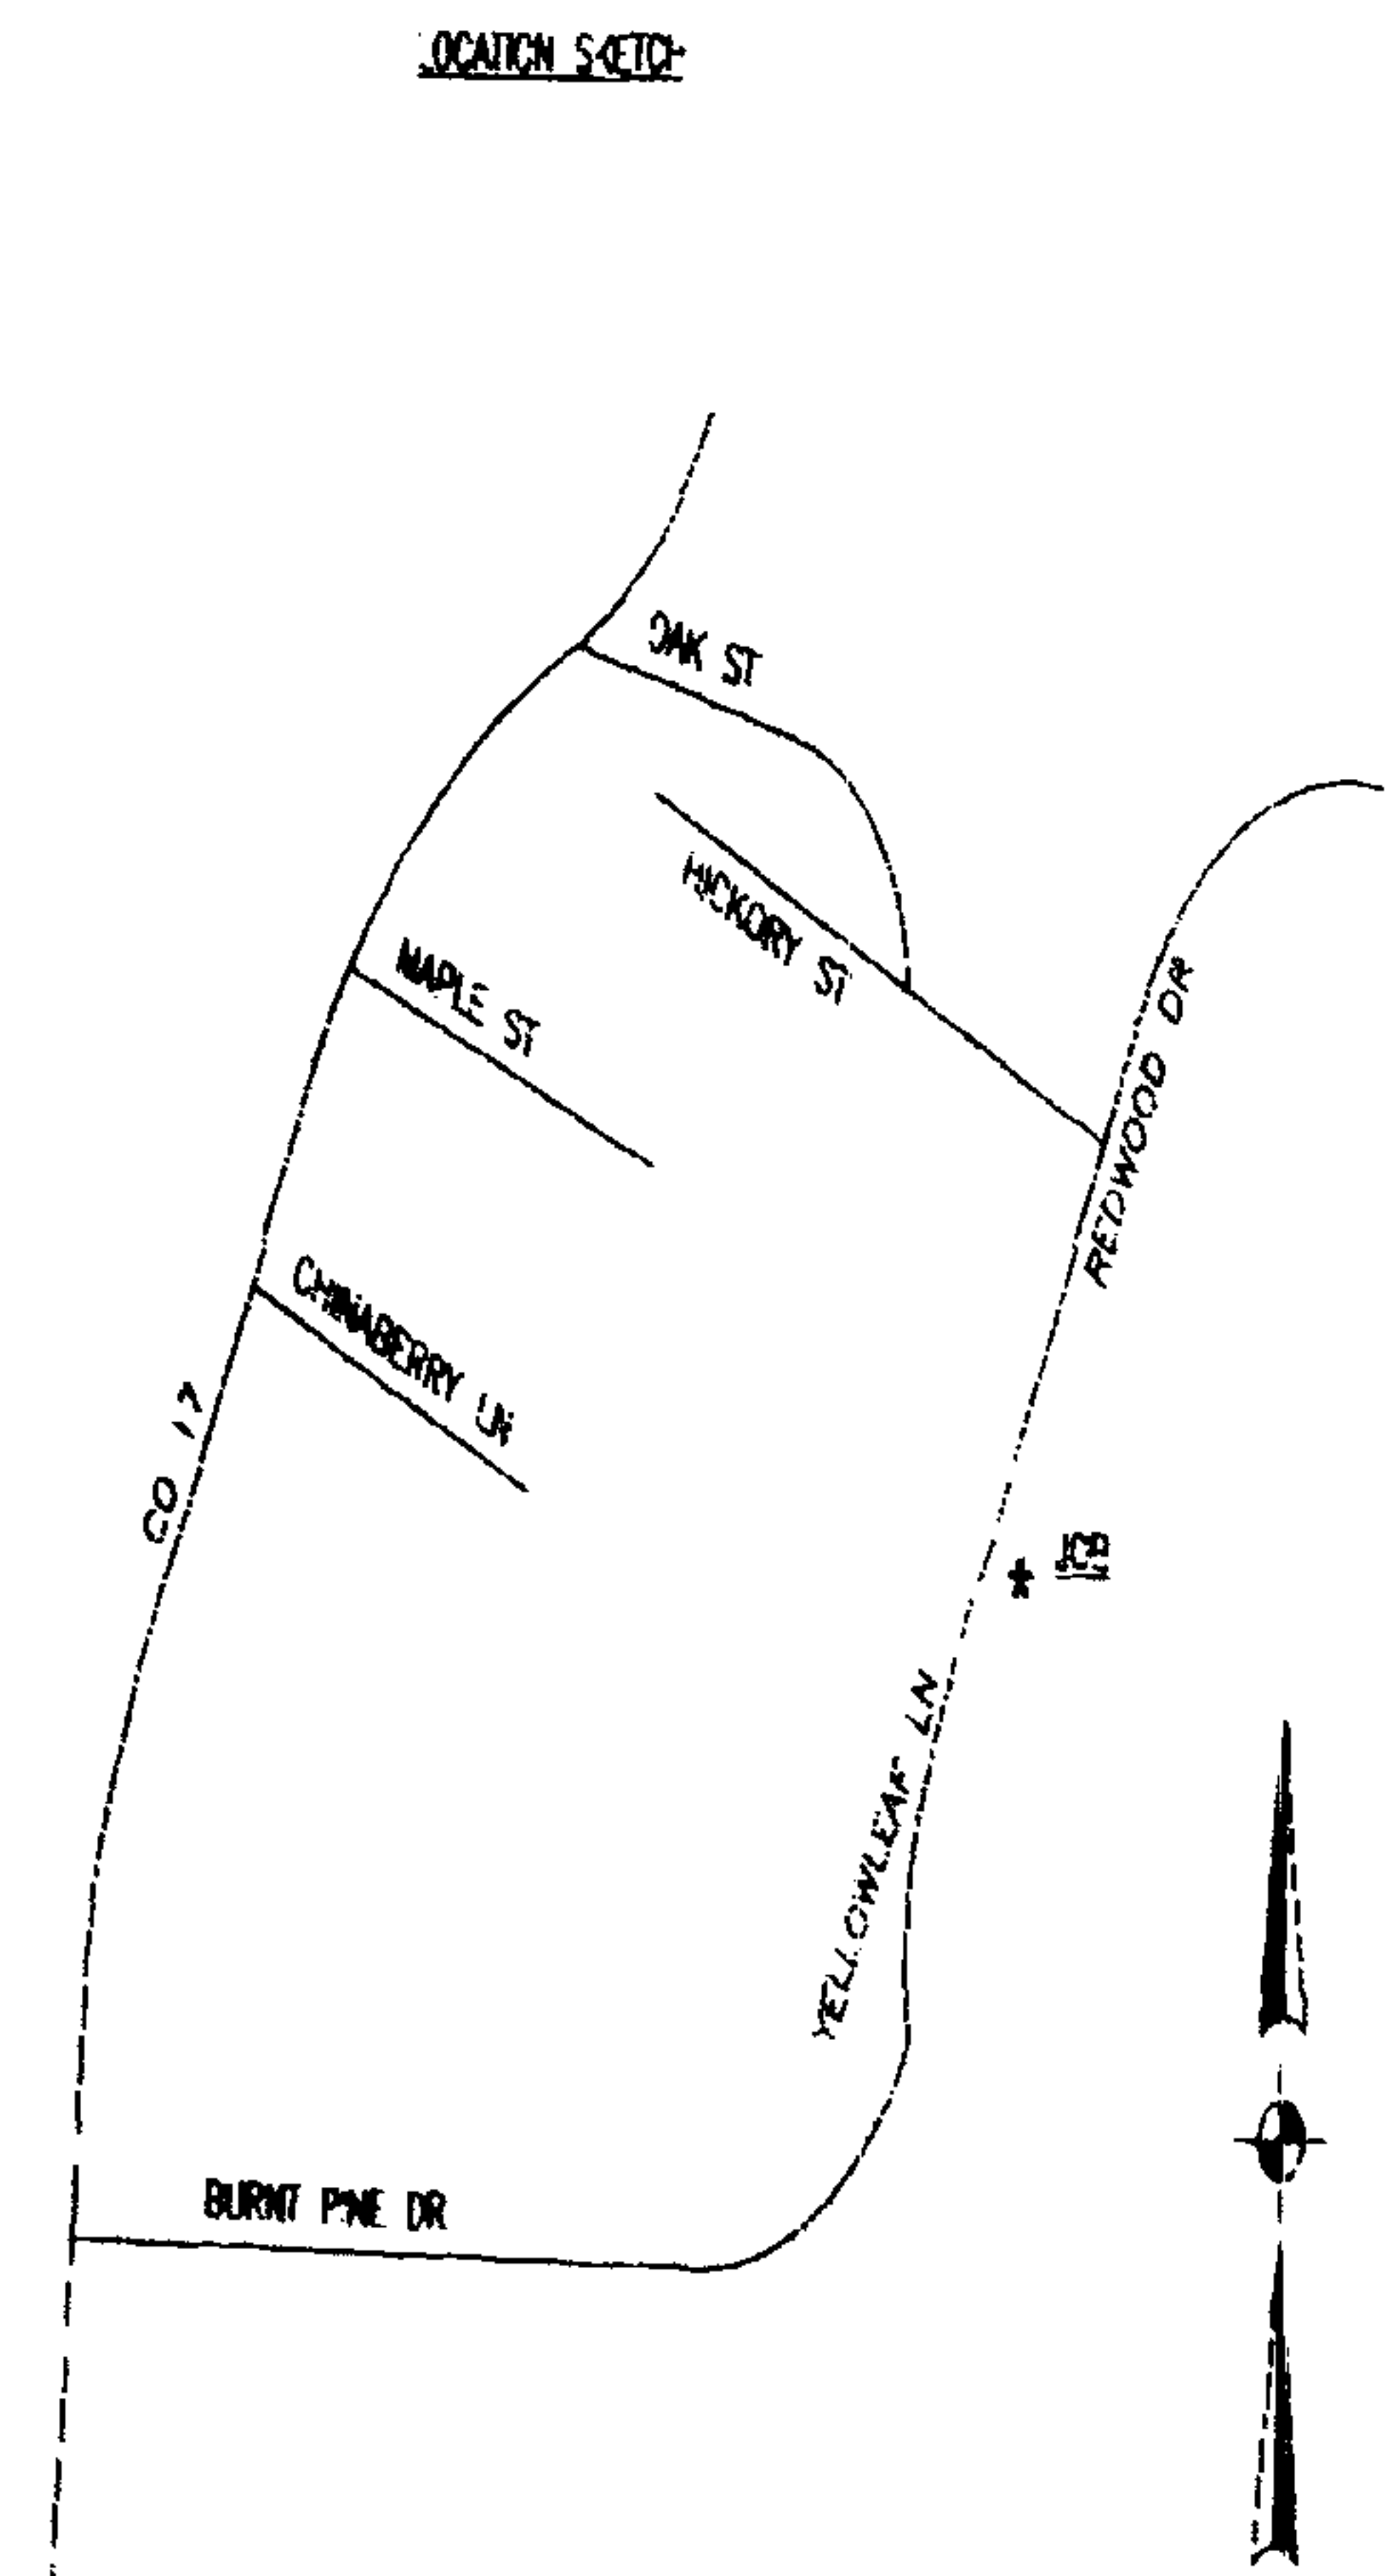 LOCATION SKETCH
OAK ST
HICKORY ST
MAPLE ST
REDWOOD DR
CHINABERRY LN
CO 17
JOB
YELLOWLEAF LN
BURNT PINE DR